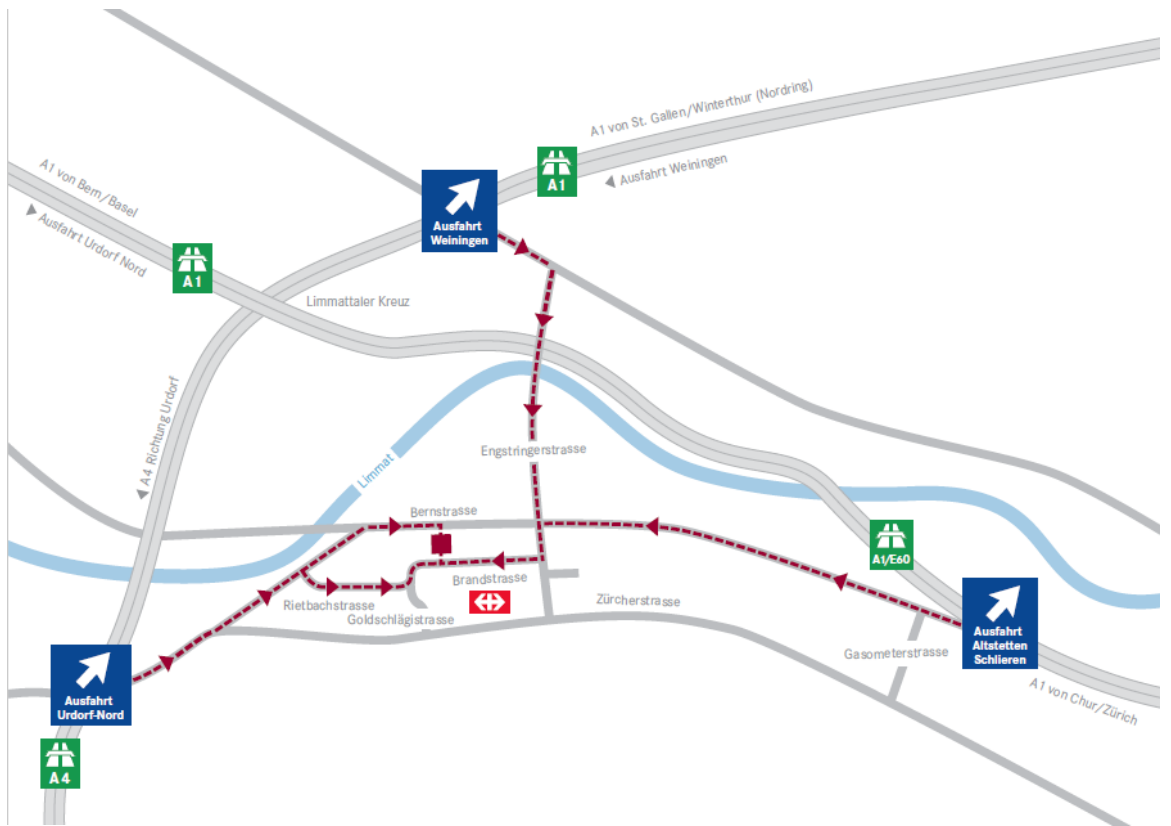 A1 von St. Gallen/Winterthur (Nordring)
Ausfahrt Weiningen
A1
A1 von Bern/Basel
Ausfahrt Urdorf Nord
A1
Ausfahrt
Weiningen
Limmattaler Kreuz
A4 Richtung Urdorf
Limmat
Engstringerstrasse
Bernstrasse
A1/E60
Brandstrasse
Rietbachstrasse
Goldschlägistrasse
Zürcherstrasse
Gasometerstrasse
Ausfahrt
Altstetten
Schlieren
A1 von Chur/Zürich
Ausfahrt
Urdorf-Nord
A4